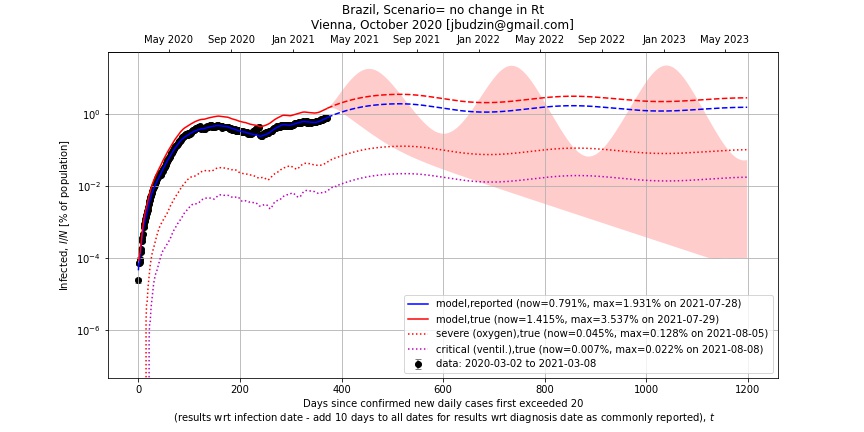 Brazil, Scenario= no change in Rt
Vienna, October 2020 [jbudzin@gmail.com]
May 2020 Sep 2020 Jan 2021 May 2021 Sep 2021 Jan 2022 May 2022 Sep 2022 Jan 2023 May 2023
Infected, I/N [% of population]
10⁰
10⁻²
10⁻⁴
10⁻⁶
model,reported (now=0.791%, max=1.931% on 2021-07-28)
model,true (now=1.415%, max=3.537% on 2021-07-29)
severe (oxygen),true (now=0.045%, max=0.128% on 2021-08-05)
critical (ventil.),true (now=0.007%, max=0.022% on 2021-08-08)
data: 2020-03-02 to 2021-03-08
0 200 400 600 800 1000 1200
Days since confirmed new daily cases first exceeded 20
(results wrt infection date - add 10 days to all dates for results wrt diagnosis date as commonly reported), t